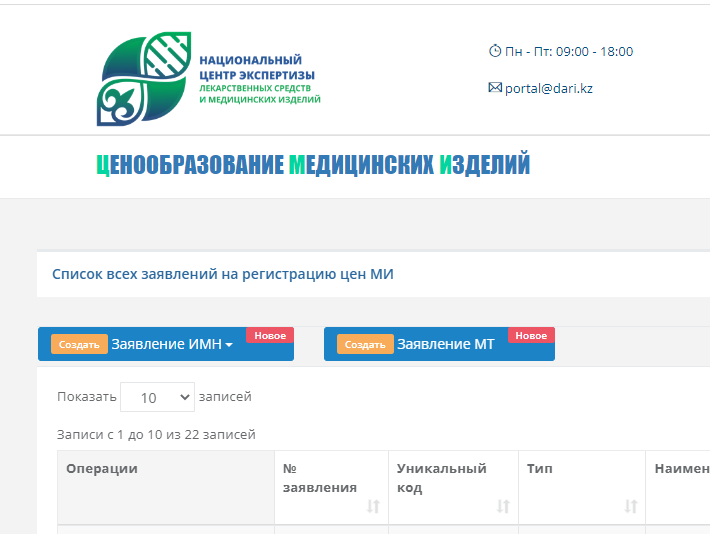 НАЦИОНАЛЬНЫЙ
ЦЕНТР ЭКСПЕРТИЗЫ
ЛЕКАРСТВЕННЫХ СРЕДСТВ
И МЕДИЦИНСКИХ ИЗДЕЛИЙ
Пн - Пт: 09:00 - 18:00
portal@dari.kz
ЦЕНООБРАЗОВАНИЕ МЕДИЦИНСКИХ ИЗДЕЛИЙ
Список всех заявлений на регистрацию цен МИ
Создать Заявление ИМН Новое
Создать Заявление МТ Новое
Показать 10 записей
Записи с 1 до 10 из 22 записей
Операции
№ заявления
Уникальный код
Тип